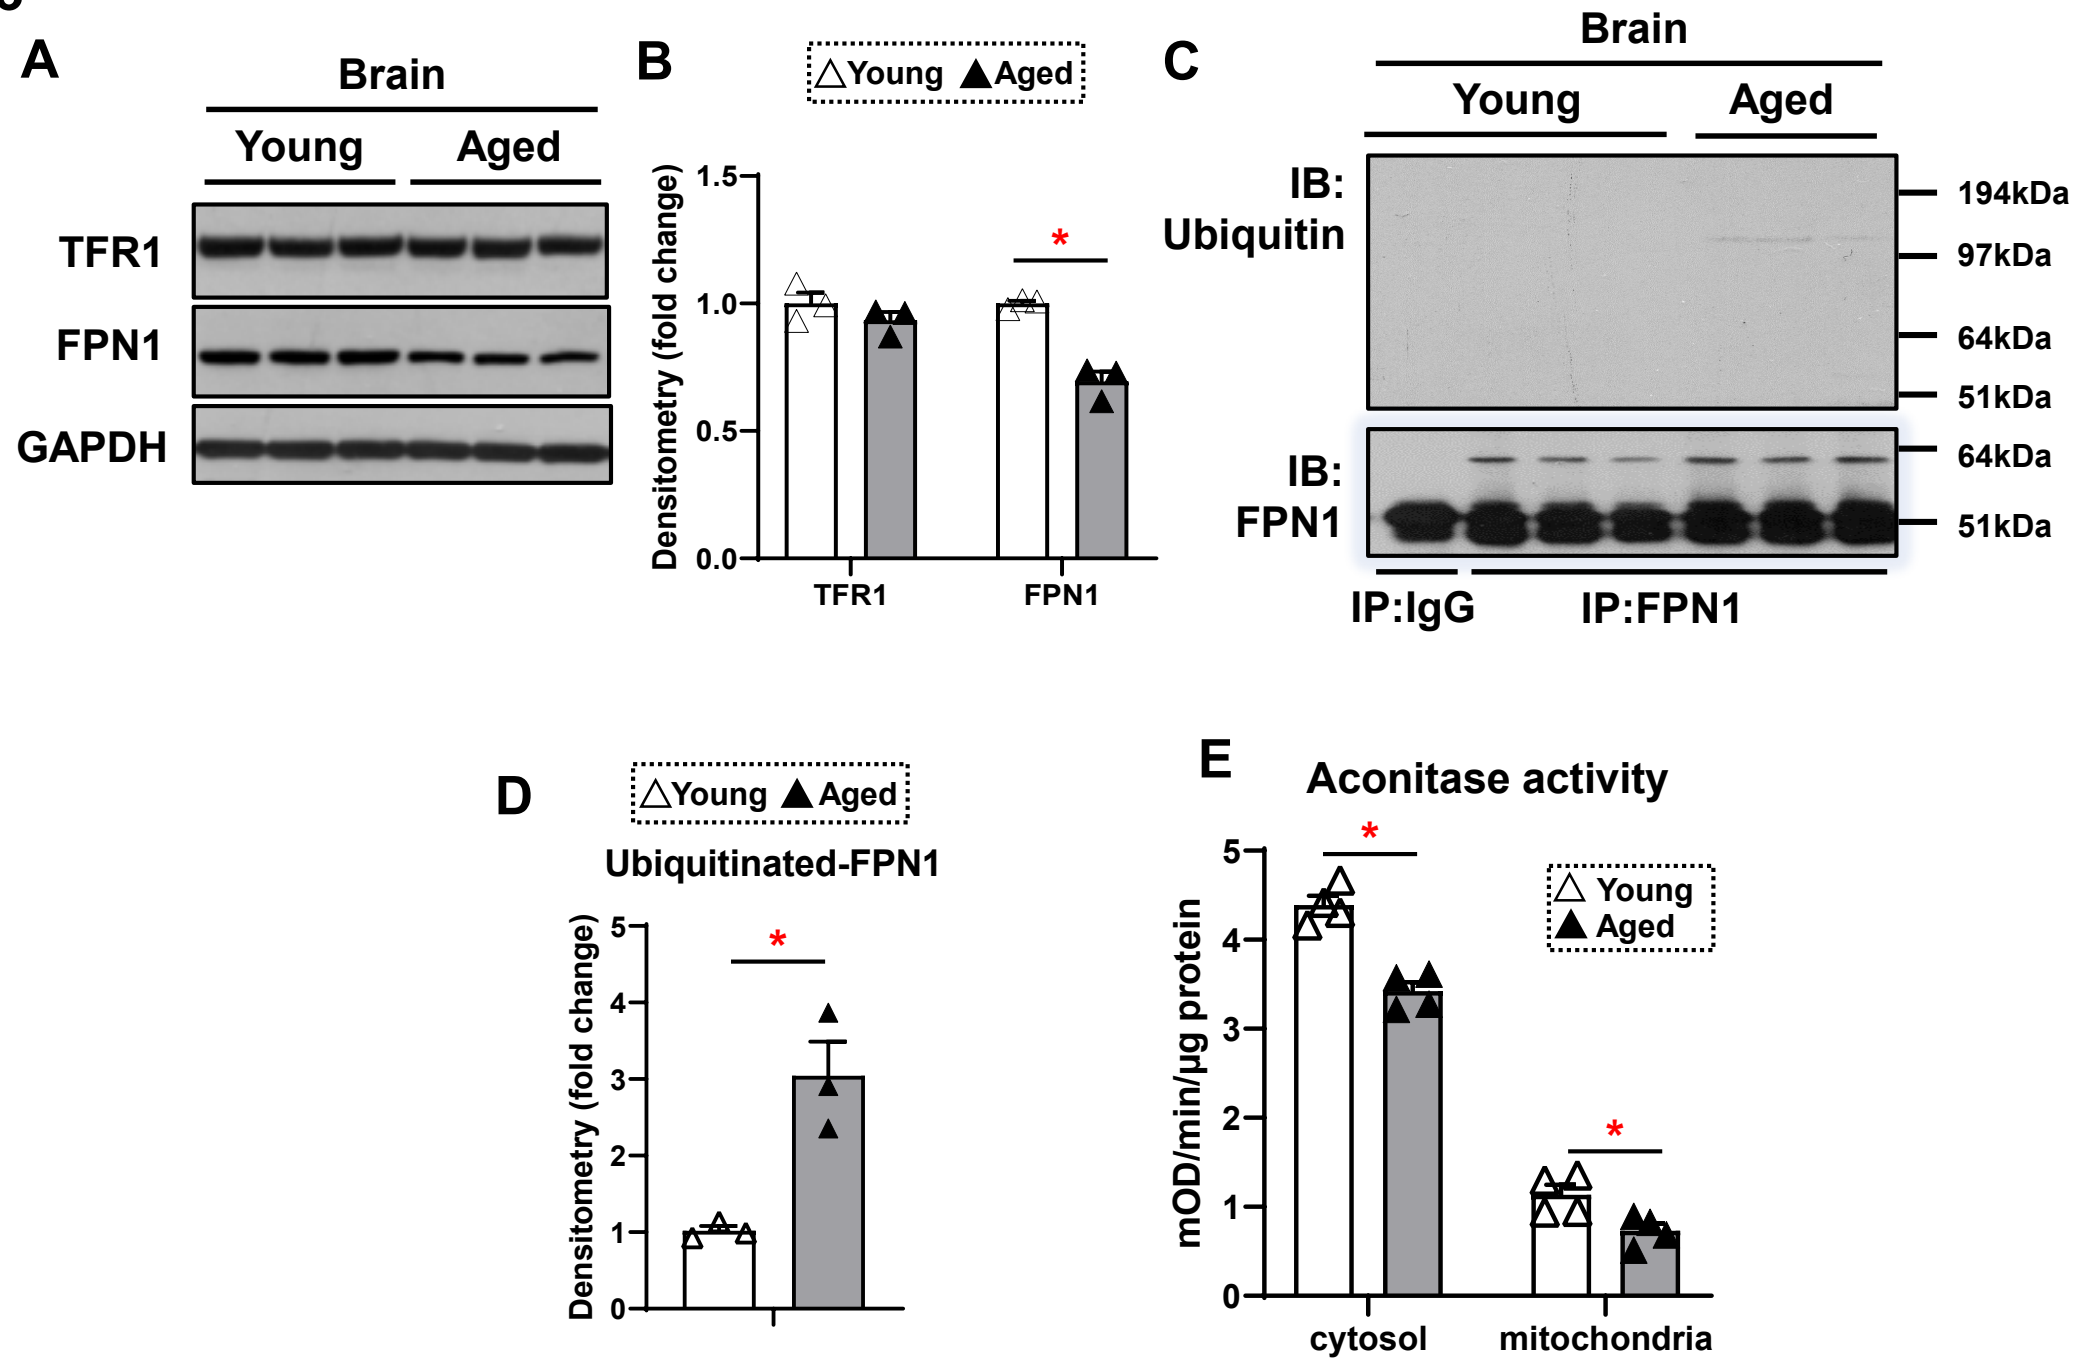 A
Brain
Young Aged
TFR1
FPN1
GAPDH
B
Young Aged
Densitometry (fold change)
1.5
1.0
0.5
0.0
*
TFR1 FPN1
C
Brain
Young Aged
IB:
Ubiquitin
194kDa
97kDa
64kDa
51kDa
IB:
FPN1
64kDa
51kDa
IP:IgG IP:FPN1
D
Young Aged
Ubiquitinated-FPN1
Densitometry (fold change)
5
4
3
2
1
0
*
E
Aconitase activity
Young
Aged
mOD/min/μg protein
5
4
3
2
1
0
*
*
cytosol mitochondria